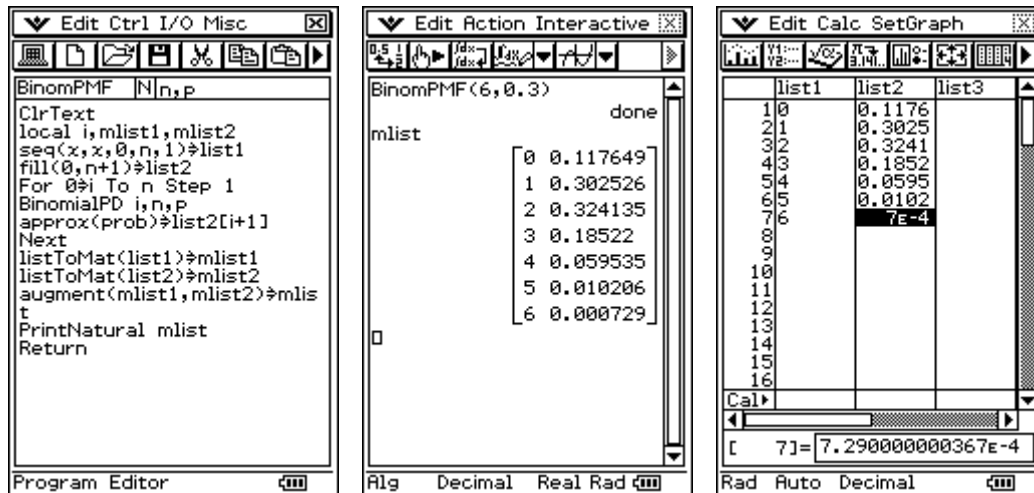 Edit Ctrl I/O Misc
BinomPMF N n,p
ClrText
local i,mlist1,mlist2
seq(x,x,0,n,1)⇒list1
fill(0,n+1)⇒list2
For 0⇒i To n Step 1
BinomialPD i,n,p
approx(prob)⇒list2[i+1]
Next
listToMat(list1)⇒mlist1
listToMat(list2)⇒mlist2
augment(mlist1,mlist2)⇒mlis
t
PrintNatural mlist
Return
Program Editor
Edit Action Interactive
BinomPMF(6,0.3)
done
mlist
0 0.117649
1 0.302526
2 0.324135
3 0.18522
4 0.059535
5 0.010206
6 0.000729
Alg Decimal Real Rad
Edit Calc SetGraph
list1 list2 list3
1 0 0.1176
2 1 0.3025
3 2 0.3241
4 3 0.1852
5 4 0.0595
6 5 0.0102
7 6 7E-4
8
9
10
11
12
13
14
15
16
Cal▶
[ 7]= 7.290000000367E-4
Rad Auto Decimal